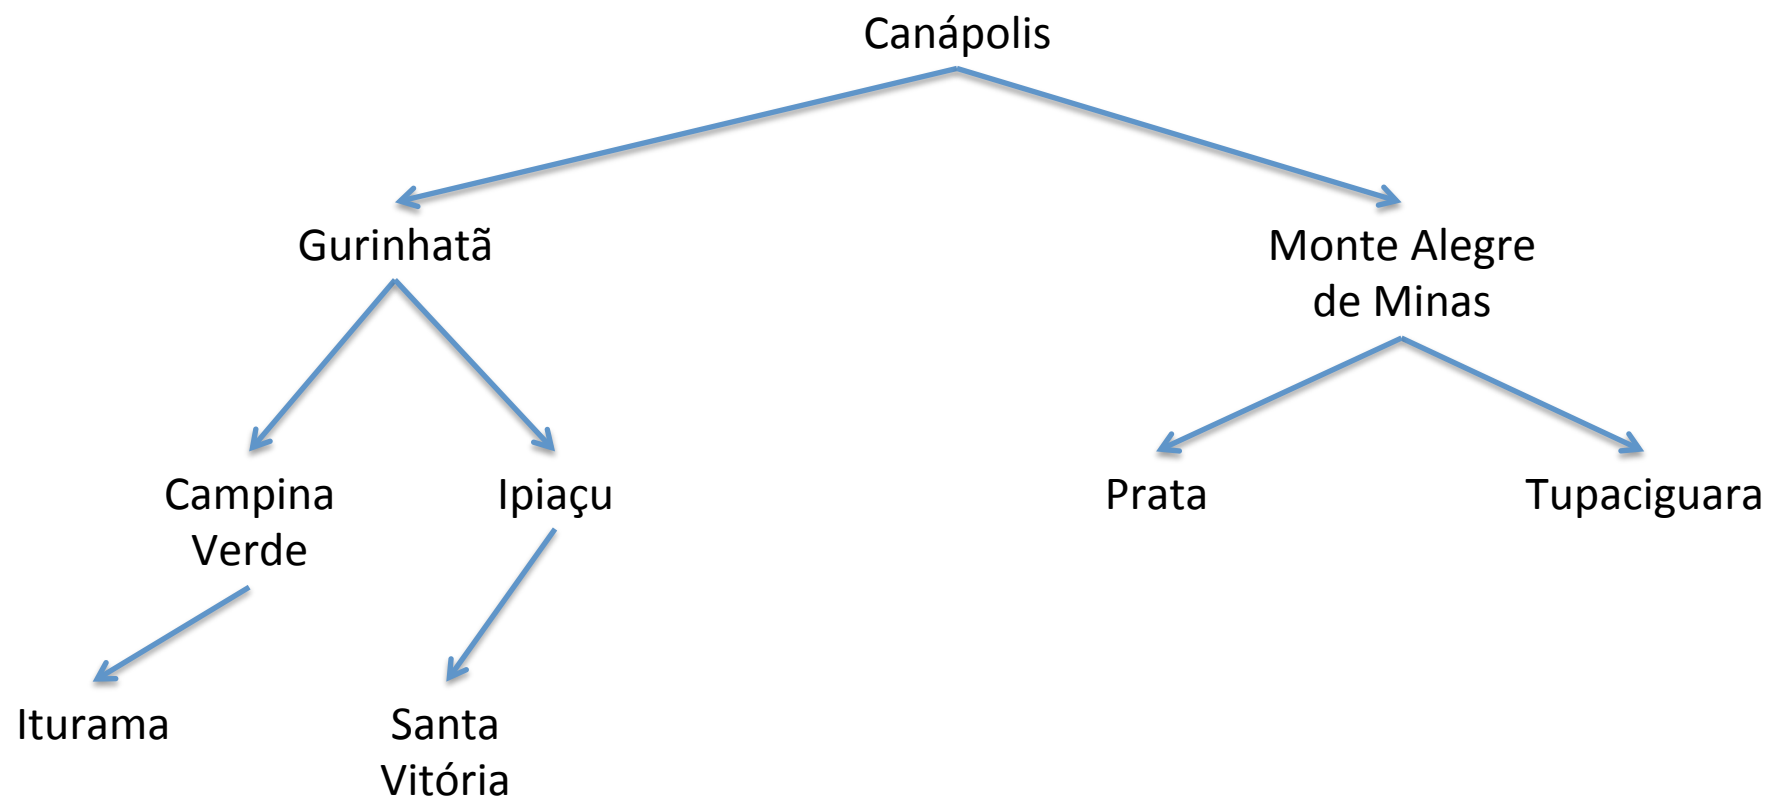 Canápolis
Gurinhatã
Monte Alegre
de Minas
Campina
Verde
Ipiaçu
Prata
Tupaciguara
Iturama
Santa
Vitória